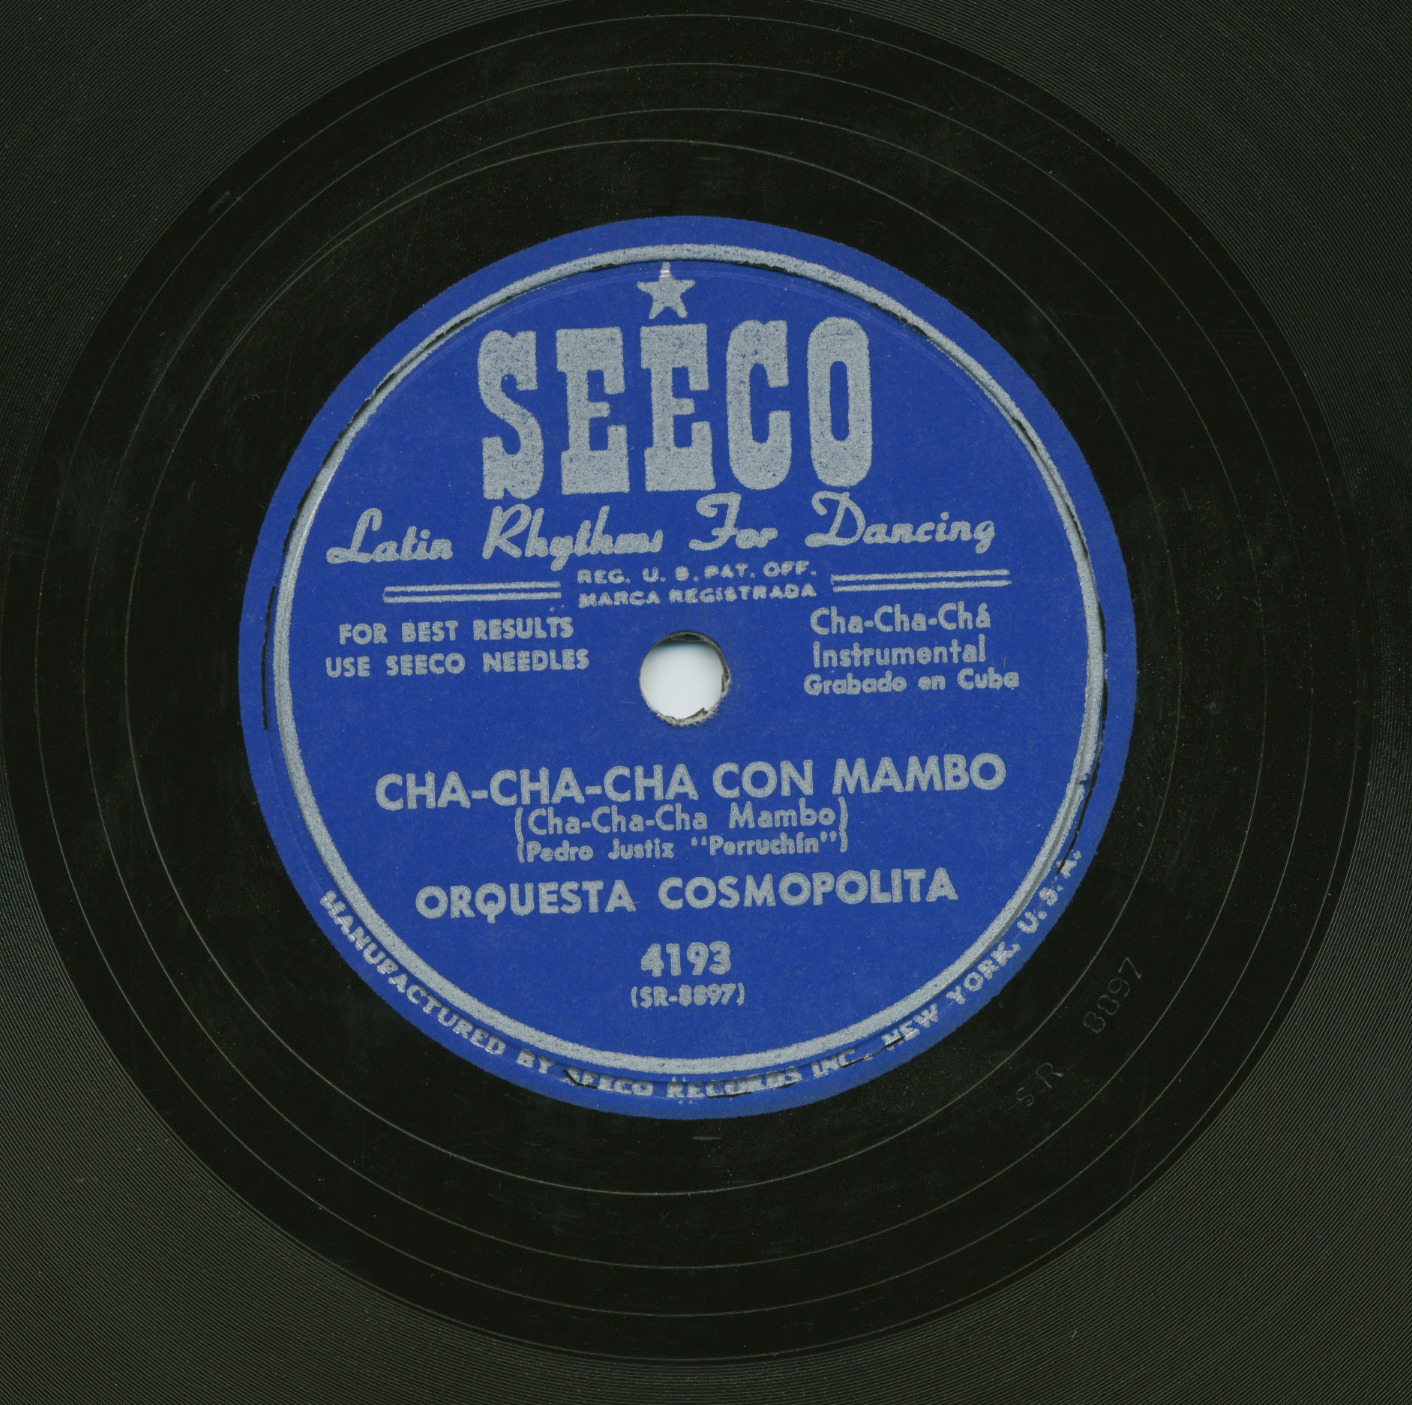 SEECO
Latin Rhythms For Dancing
REG. U. S. PAT. OFF.
MARCA REGISTRADA
FOR BEST RESULTS
USE SEECO NEEDLES
Cha-Cha-Chá
Instrumental
Grabado en Cuba
CHA-CHA-CHA CON MAMBO
(Cha-Cha-Cha Mambo)
(Pedro Justiz "Perruchín")
ORQUESTA COSMOPOLITA
4193
(SR-8897)
MANUFACTURED BY SEECO RECORDS INC., NEW YORK, U.S.A.
SR 8897